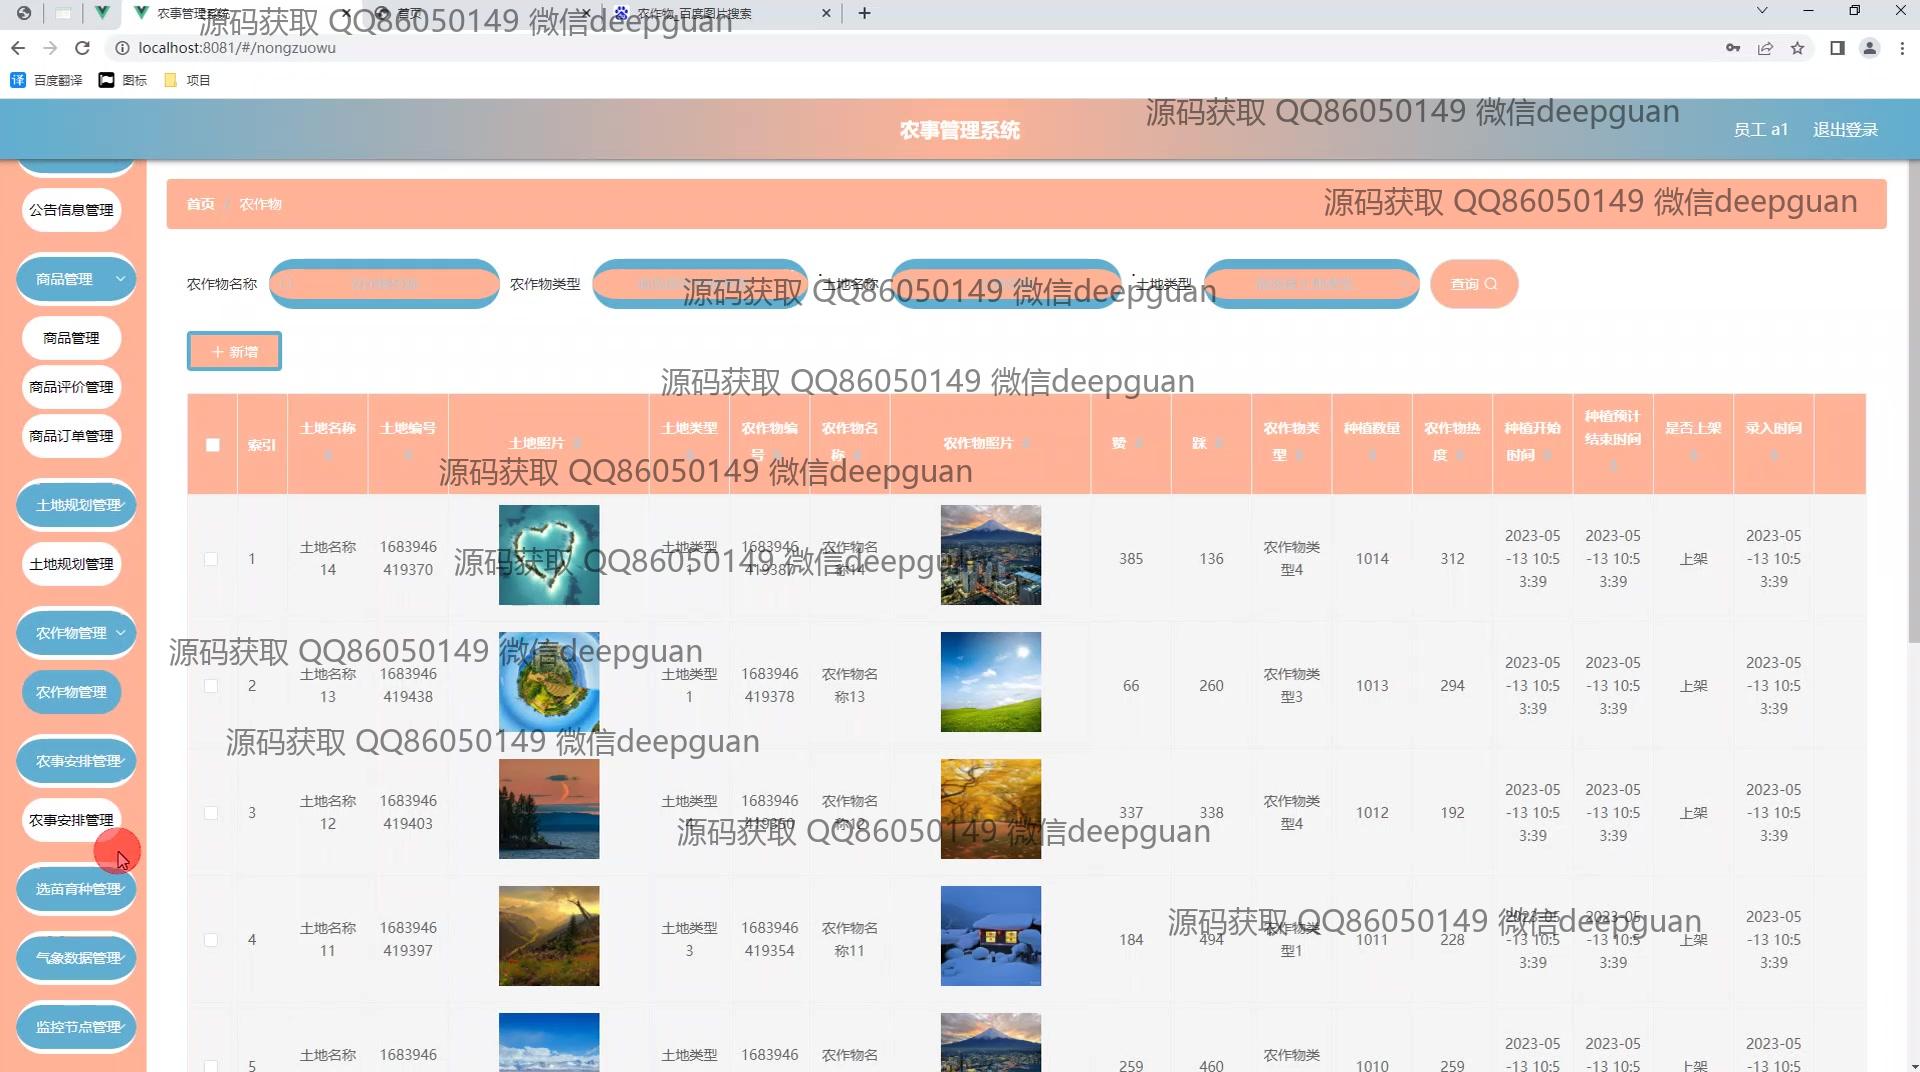 农事管理系统
首页
农作物_百度图片搜索
源码获取 QQ86050149 微信deepguan
localhost:8081/#/nongzuowu
百度翻译
图标
项目
农事管理系统
源码获取 QQ86050149 微信deepguan
员工 a1
退出登录
公告信息管理
商品管理
商品管理
商品评价管理
商品订单管理
土地规划管理
土地规划管理
农作物管理
农作物管理
农事安排管理
农事安排管理
选苗育种管理
气象数据管理
监控节点管理
首页 / 农作物
源码获取 QQ86050149 微信deepguan
农作物名称
农作物类型
土地名称
土地类型
查询
源码获取 QQ86050149 微信deepguan
+ 新增
源码获取 QQ86050149 微信deepguan
索引 土地名称 土地编号 土地照片 土地类型 农作物编号 农作物名称 农作物照片 赞 踩 农作物类型 种植数量 农作物热度 种植开始时间 种植预计结束时间 是否上架 录入时间
源码获取 QQ86050149 微信deepguan
1 土地名称14 1683946419370 土地类型 1683946419387 农作物名称14 385 136 农作物类型4 1014 312 2023-05-13 10:53:39 2023-05-13 10:53:39 上架 2023-05-13 10:53:39
源码获取 QQ86050149 微信deepguan
2 土地名称13 1683946419438 土地类型1 1683946419378 农作物名称13 66 260 农作物类型3 1013 294 2023-05-13 10:53:39 2023-05-13 10:53:39 上架 2023-05-13 10:53:39
源码获取 QQ86050149 微信deepguan
源码获取 QQ86050149 微信deepguan
3 土地名称12 1683946419403 土地类型 1683946419360 农作物名称12 337 338 农作物类型4 1012 192 2023-05-13 10:53:39 2023-05-13 10:53:39 上架 2023-05-13 10:53:39
源码获取 QQ86050149 微信deepguan
4 土地名称11 1683946419397 土地类型3 1683946419354 农作物名称11 184 494 农作物类型1 1011 228 2023-05-13 10:53:39 2023-05-13 10:53:39 上架 2023-05-13 10:53:39
源码获取 QQ86050149 微信deepguan
5 土地名称 1683946 土地类型 1683946 农作物名 259 460 农作物类 1010 259 2023-05-13 10:5 2023-05-13 10:5 上架 2023-05-13 10:5